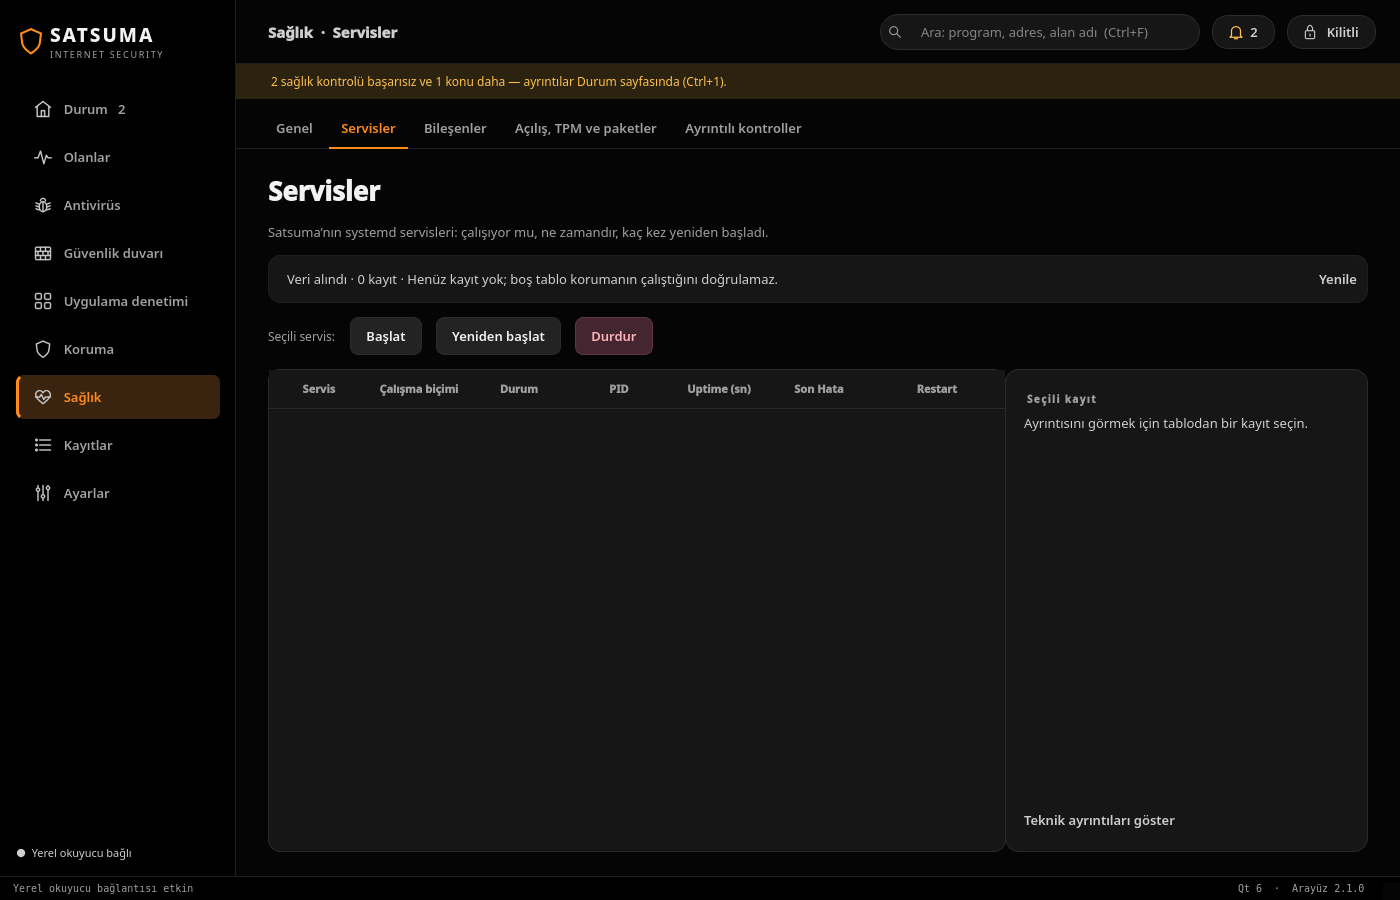 SATSUMA
INTERNET SECURITY
Durum 2
Olanlar
Antivirüs
Güvenlik duvarı
Uygulama denetimi
Koruma
Sağlık
Kayıtlar
Ayarlar
Yerel okuyucu bağlı
Sağlık · Servisler
Ara: program, adres, alan adı (Ctrl+F)
2
Kilitli
2 sağlık kontrolü başarısız ve 1 konu daha — ayrıntılar Durum sayfasında (Ctrl+1).
Genel Servisler Bileşenler Açılış, TPM ve paketler Ayrıntılı kontroller
Servisler
Satsuma’nın systemd servisleri: çalışıyor mu, ne zamandır, kaç kez yeniden başladı.
Veri alındı · 0 kayıt · Henüz kayıt yok; boş tablo korumanın çalıştığını doğrulamaz. Yenile
Seçili servis: Başlat Yeniden başlat Durdur
Servis Çalışma biçimi Durum PID Uptime (sn) Son Hata Restart
Seçili kayıt
Ayrıntısını görmek için tablodan bir kayıt seçin.
Teknik ayrıntıları göster
Yerel okuyucu bağlantısı etkin
Qt 6 · Arayüz 2.1.0